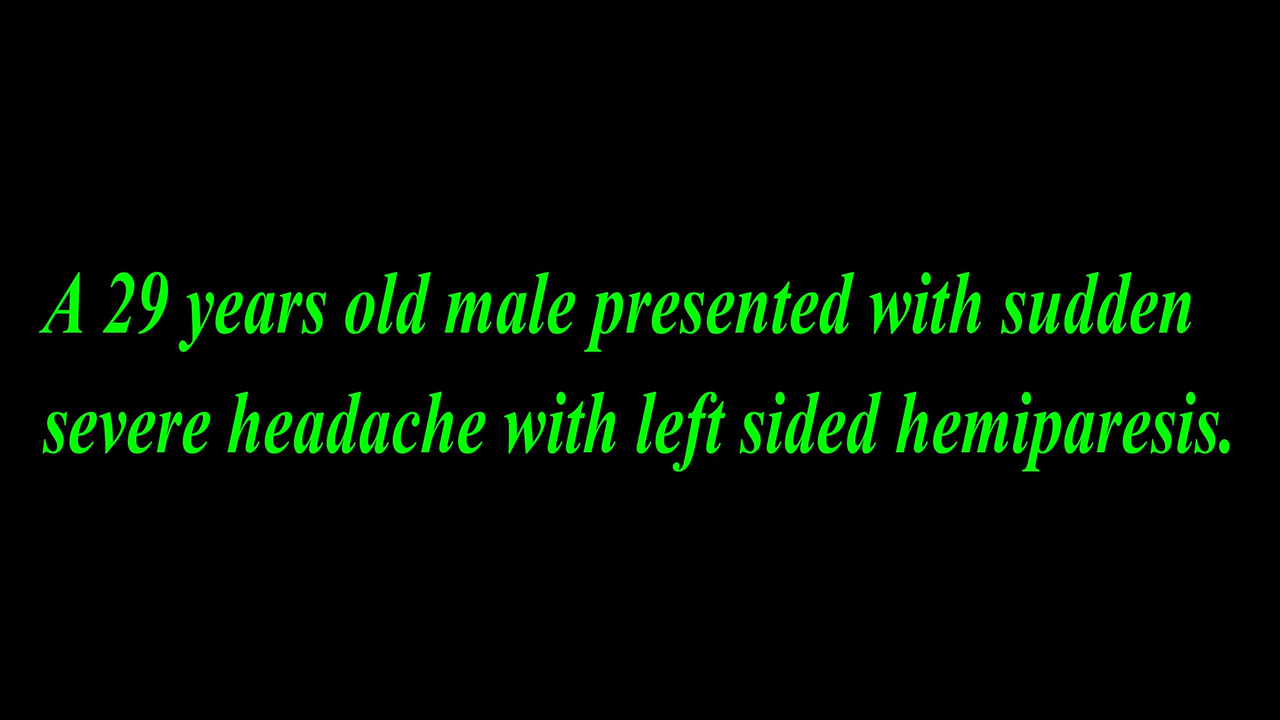 A 29 years old male presented with sudden
severe headache with left sided hemiparesis.